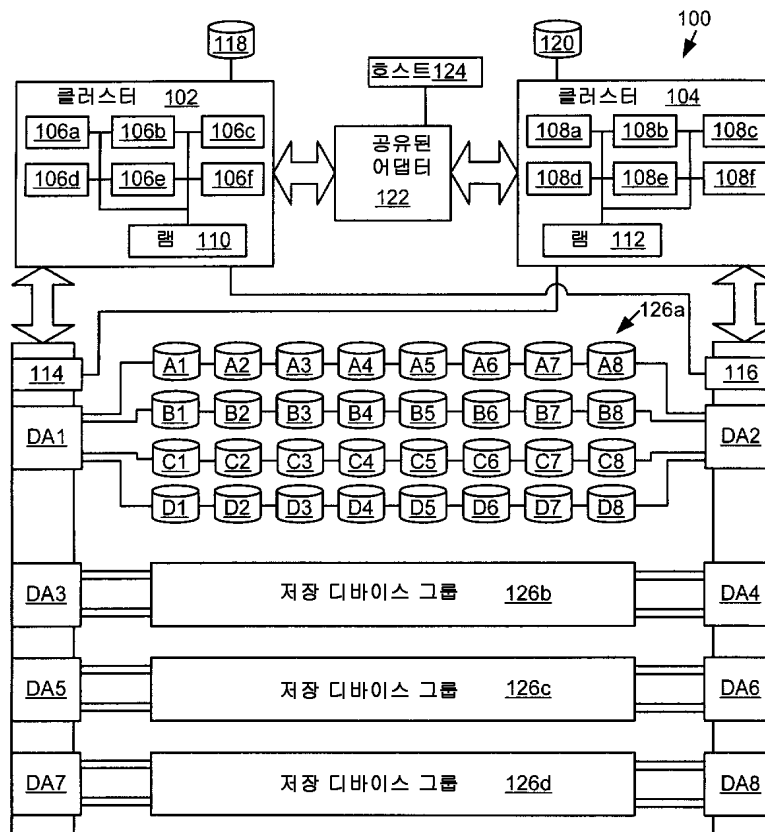 118
호스트124
120
100
클러스터 102
106a 106b 106c
106d 106e 106f
램 110
공유된
어댑터
122
클러스터 104
108a 108b 108c
108d 108e 108f
램 112
126a
114
116
A1 A2 A3 A4 A5 A6 A7 A8
B1 B2 B3 B4 B5 B6 B7 B8
DA1
DA2
C1 C2 C3 C4 C5 C6 C7 C8
D1 D2 D3 D4 D5 D6 D7 D8
DA3 저장 디바이스 그룹 126b DA4
DA5 저장 디바이스 그룹 126c DA6
DA7 저장 디바이스 그룹 126d DA8